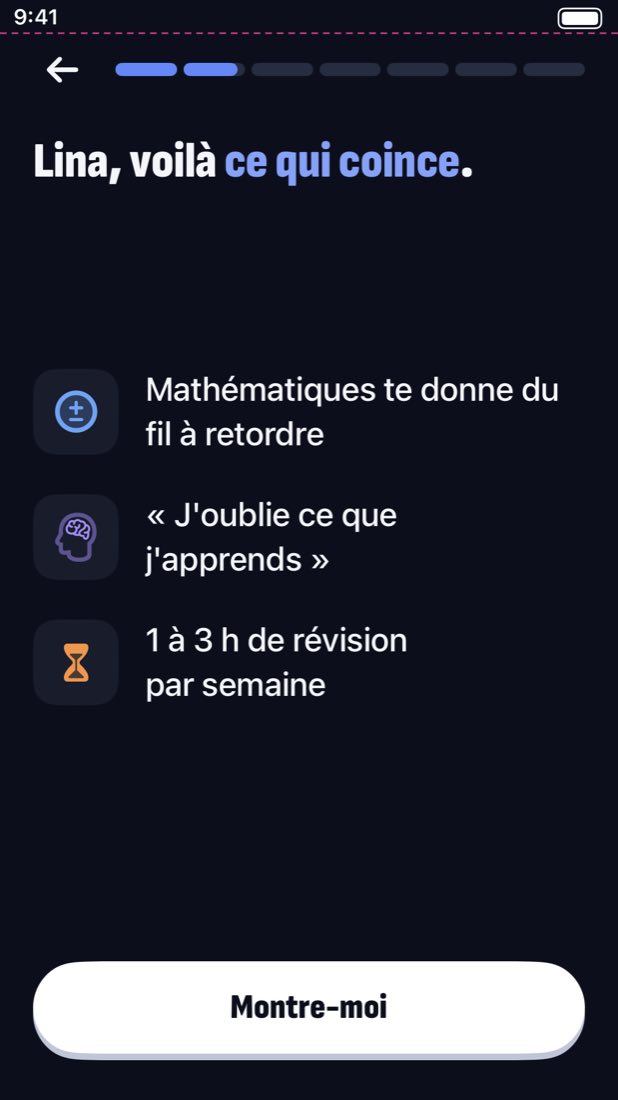 9:41
Lina, voilà ce qui coince.
Mathématiques te donne du
fil à retordre
« J'oublie ce que
j'apprends »
1 à 3 h de révision
par semaine
Montre-moi